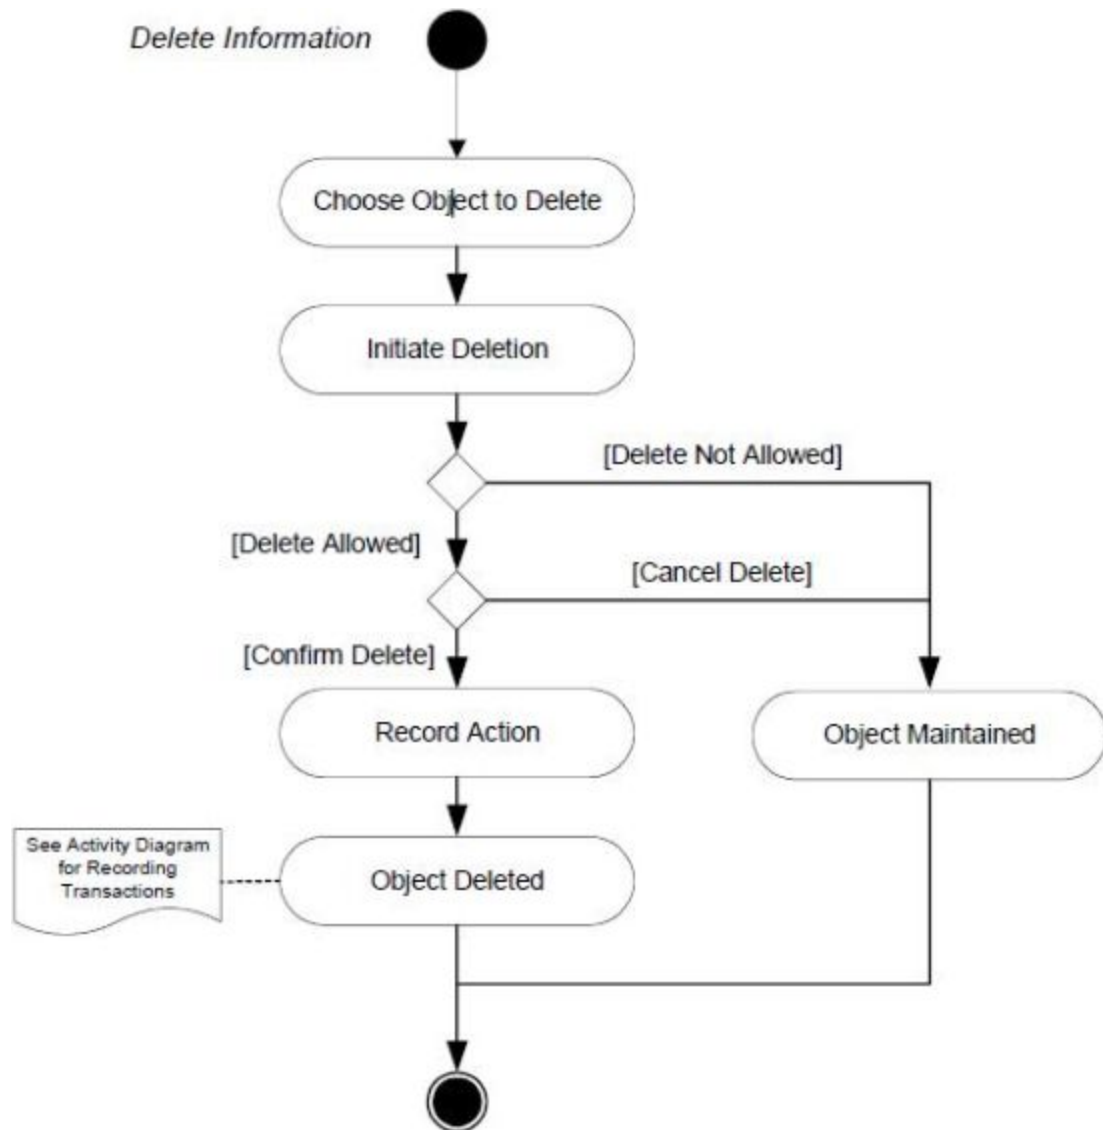 Delete Information
Choose Object to Delete
Initiate Deletion
[Delete Not Allowed]
[Delete Allowed]
[Cancel Delete]
[Confirm Delete]
Record Action
Object Maintained
See Activity Diagram
for Recording
Transactions
Object Deleted